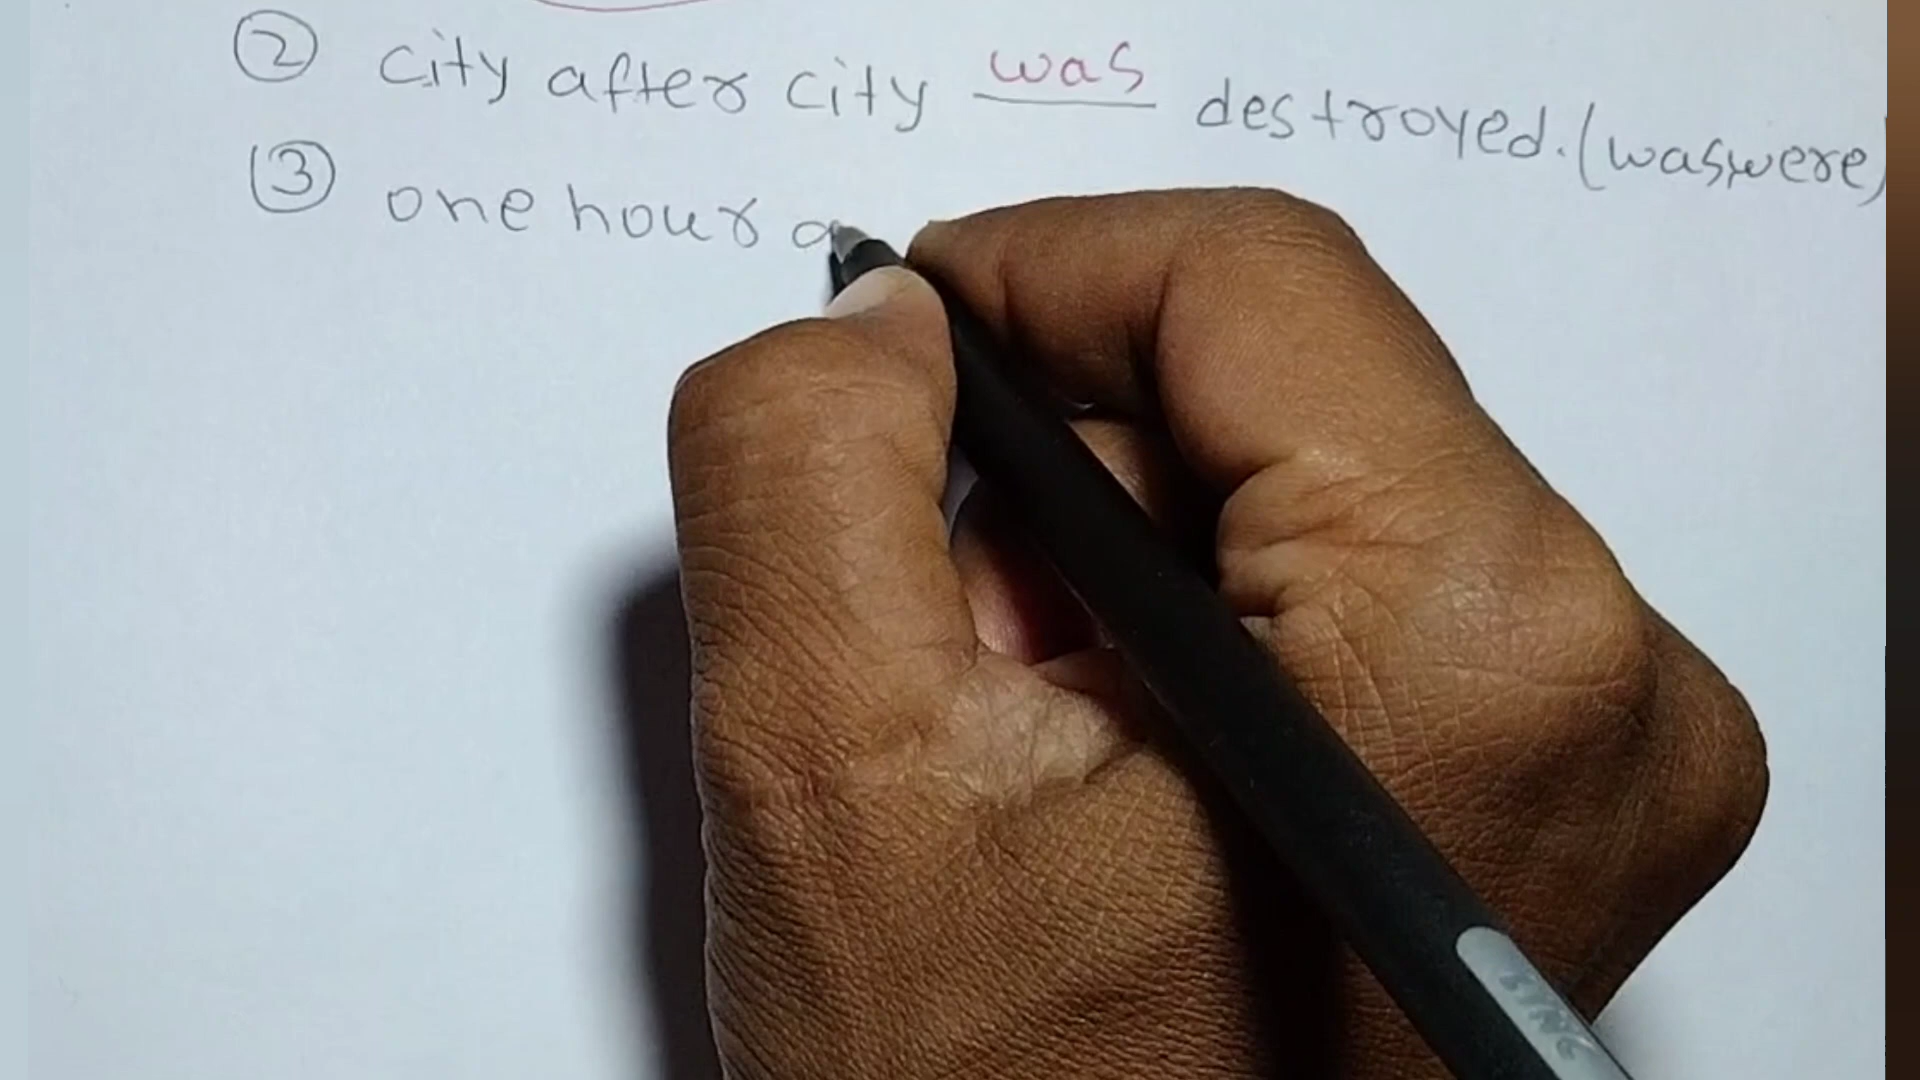 ② city after city was destroyed. (was, were)
③ one hour a